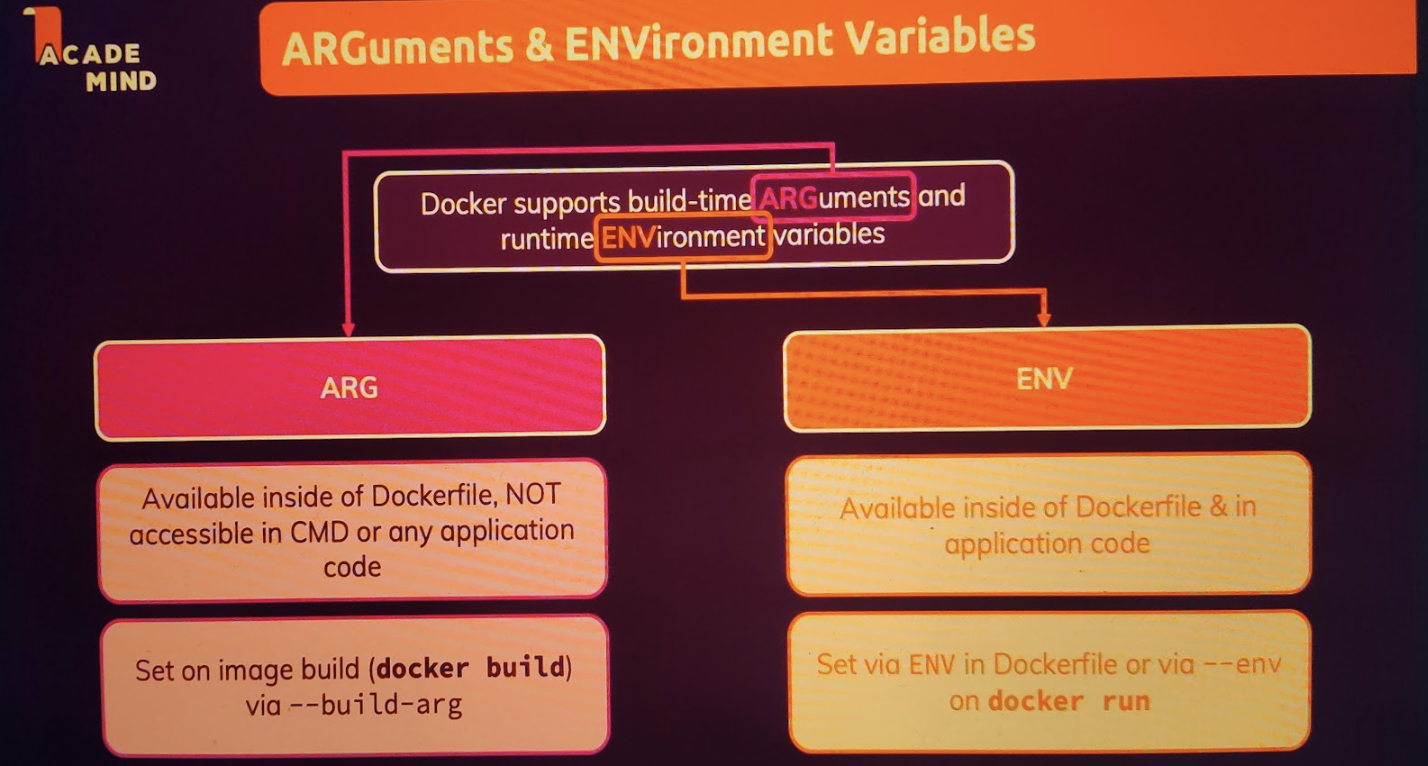 ACADE
MIND
ARGuments & ENVironment Variables
Docker supports build-time ARGuments and
runtime ENVironment variables
ARG
Available inside of Dockerfile, NOT
accessible in CMD or any application
code
Set on image build (docker build)
via --build-arg
ENV
Available inside of Dockerfile & in
application code
Set via ENV in Dockerfile or via --env
on docker run